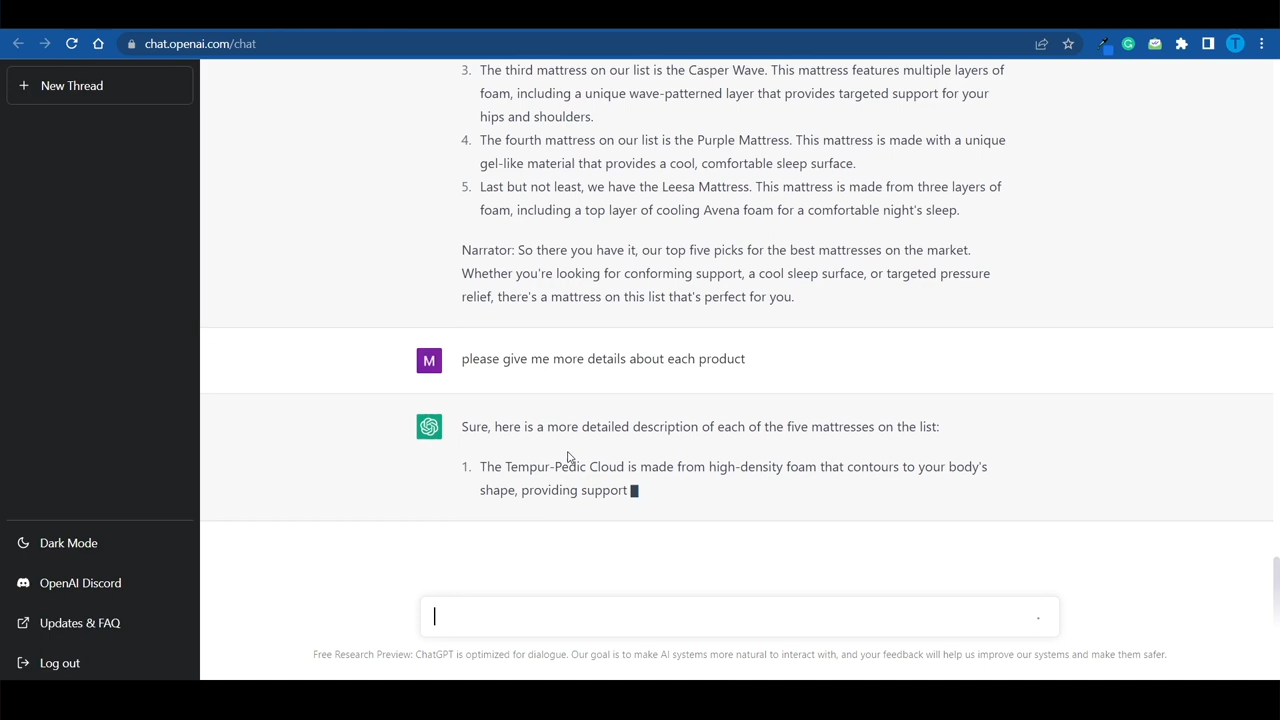 chat.openai.com/chat
T
New Thread
3. The third mattress on our list is the Casper Wave. This mattress features multiple layers of
foam, including a unique wave-patterned layer that provides targeted support for your
hips and shoulders.
4. The fourth mattress on our list is the Purple Mattress. This mattress is made with a unique
gel-like material that provides a cool, comfortable sleep surface.
5. Last but not least, we have the Leesa Mattress. This mattress is made from three layers of
foam, including a top layer of cooling Avena foam for a comfortable night's sleep.
Narrator: So there you have it, our top five picks for the best mattresses on the market.
Whether you're looking for conforming support, a cool sleep surface, or targeted pressure
relief, there's a mattress on this list that's perfect for you.
M
please give me more details about each product
Sure, here is a more detailed description of each of the five mattresses on the list:
1. The Tempur-Pedic Cloud is made from high-density foam that contours to your body's
shape, providing support
Dark Mode
OpenAI Discord
Updates & FAQ
Log out
Free Research Preview: ChatGPT is optimized for dialogue. Our goal is to make AI systems more natural to interact with, and your feedback will help us improve our systems and make them safer.